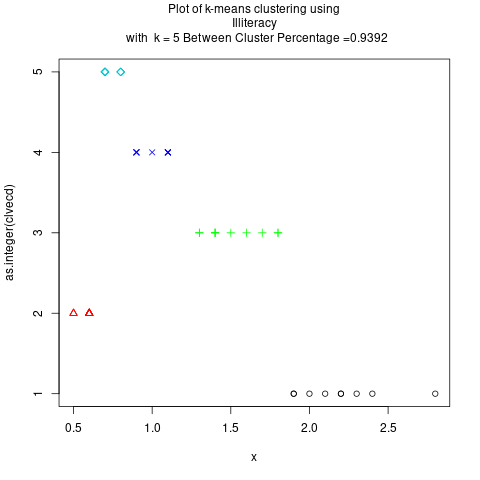 Plot of k-means clustering using
Illiteracy
with k = 5 Between Cluster Percentage =0.9392
5
4
3
2
1
as.integer(clvecd)
0.5 1.0 1.5 2.0 2.5
x